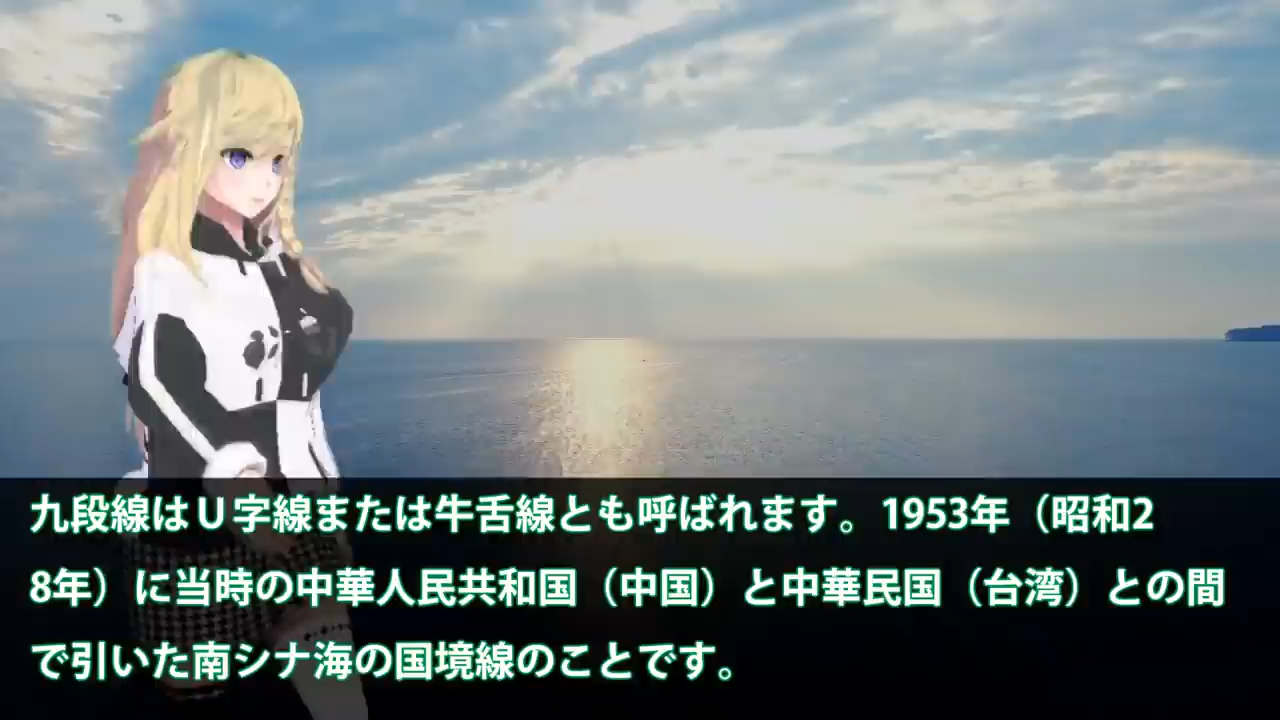 九段線はＵ字線または牛舌線とも呼ばれます。1953年（昭和2
8年）に当時の中華人民共和国（中国）と中華民国（台湾）との間
で引いた南シナ海の国境線のことです。